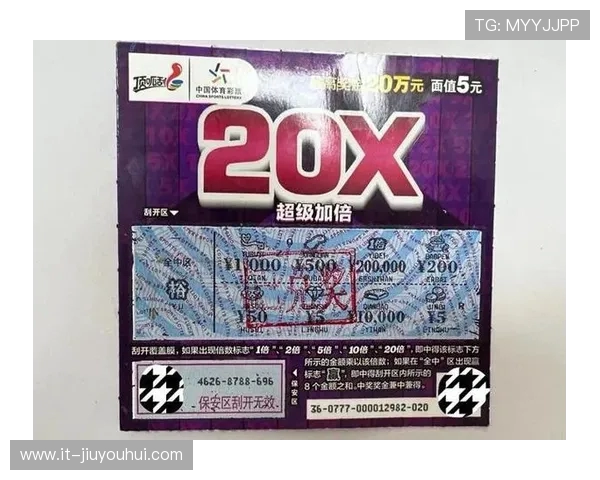 TG: MYYJJPP
顶呱刮
中国体育彩票
CHINA SPORTS LOTTERY
最高奖金20万元 面值5元
20X
超级加倍
刮开区
全中区
¥1,000 ¥500 ¥200,000 ¥200
裕
YU
¥50 ¥5 ¥10,000 ¥5
刮开覆盖膜,如果出现倍数标志“1倍”、“2倍”、“5倍”、“10倍”、“20倍”,即中得该标志下方
所示的金额乘以该倍数;如果在“全中”区出现赢
标志“赢”,即中得刮开区内所示的
8个金额之和。中奖奖金兼中兼得。
4626-8788-696
保安区刮开无效
保安区
36-0777-000012982-020
www.it-jiuyouhui.com